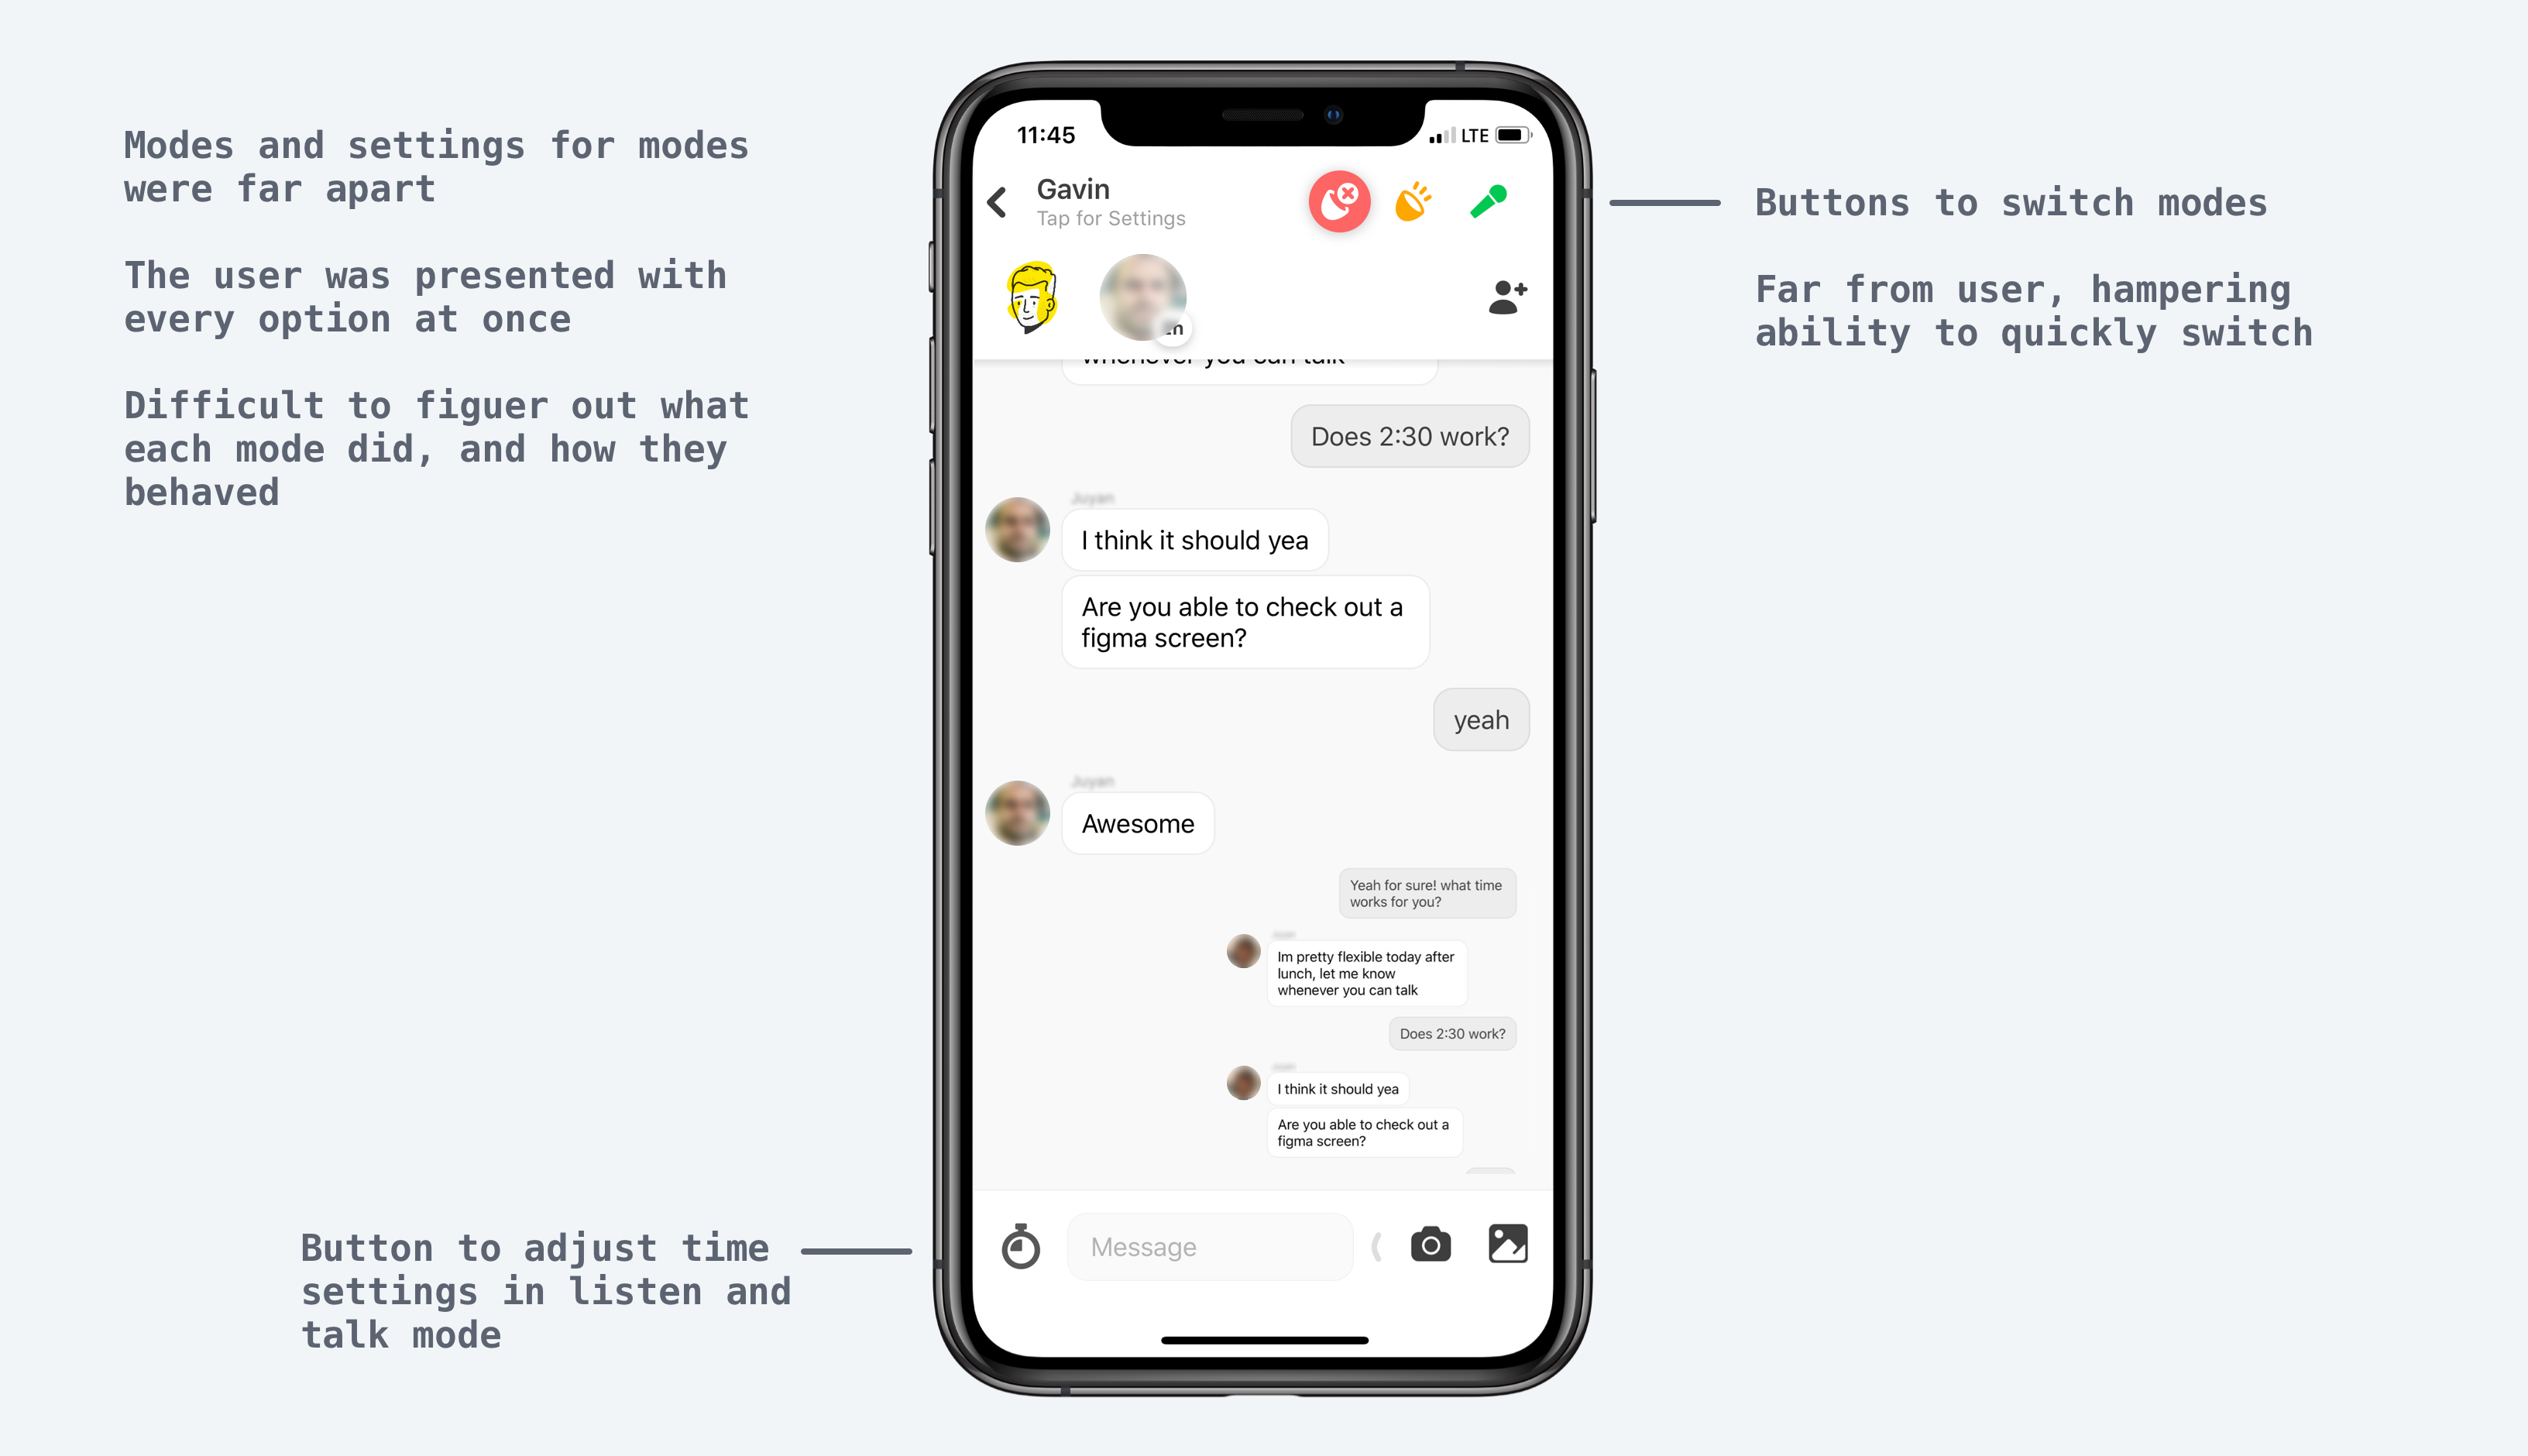 Modes and settings for modes
were far apart
The user was presented with
every option at once
Difficult to figuer out what
each mode did, and how they
behaved
Button to adjust time
settings in listen and
talk mode
11:45
LTE
Gavin
Tap for Settings
whenever you can talk
Does 2:30 work?
Juyan
I think it should yea
Are you able to check out a
figma screen?
yeah
Juyan
Awesome
Yeah for sure! what time
works for you?
Im pretty flexible today after
lunch, let me know
whenever you can talk
Does 2:30 work?
I think it should yea
Are you able to check out a
figma screen?
Message
Buttons to switch modes
Far from user, hampering
ability to quickly switch